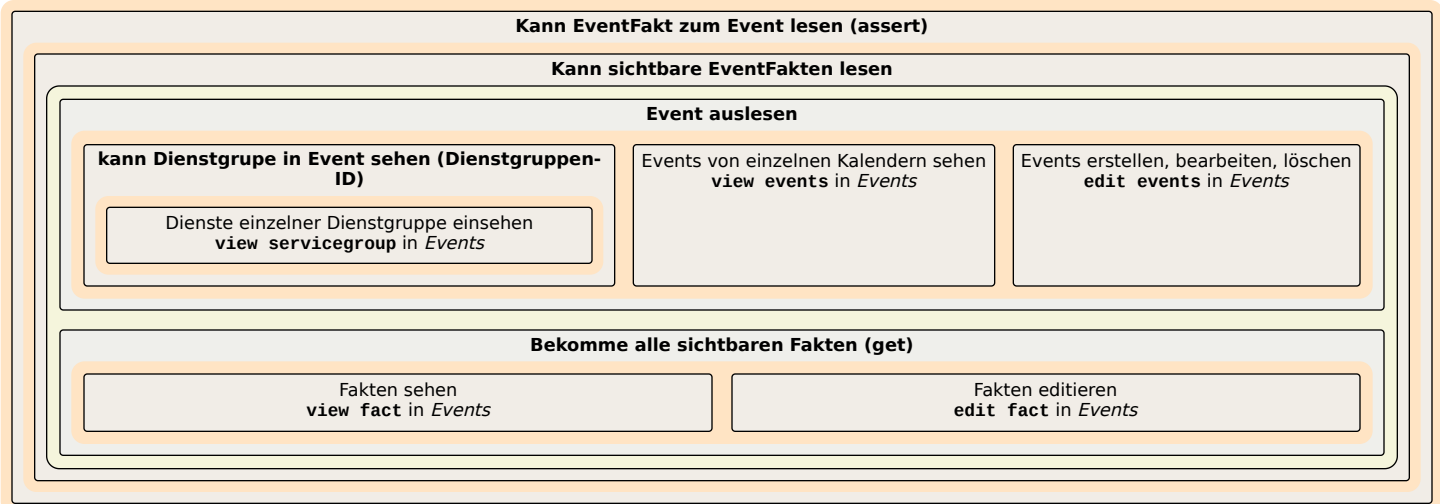 Kann EventFakt zum Event lesen (assert)
Kann sichtbare EventFakten lesen
Event auslesen
kann Dienstgrupe in Event sehen (Dienstgruppen-
ID)
Dienste einzelner Dienstgruppe einsehen
view servicegroup in Events
Events von einzelnen Kalendern sehen
view events in Events
Events erstellen, bearbeiten, löschen
edit events in Events
Bekomme alle sichtbaren Fakten (get)
Fakten sehen
view fact in Events
Fakten editieren
edit fact in Events